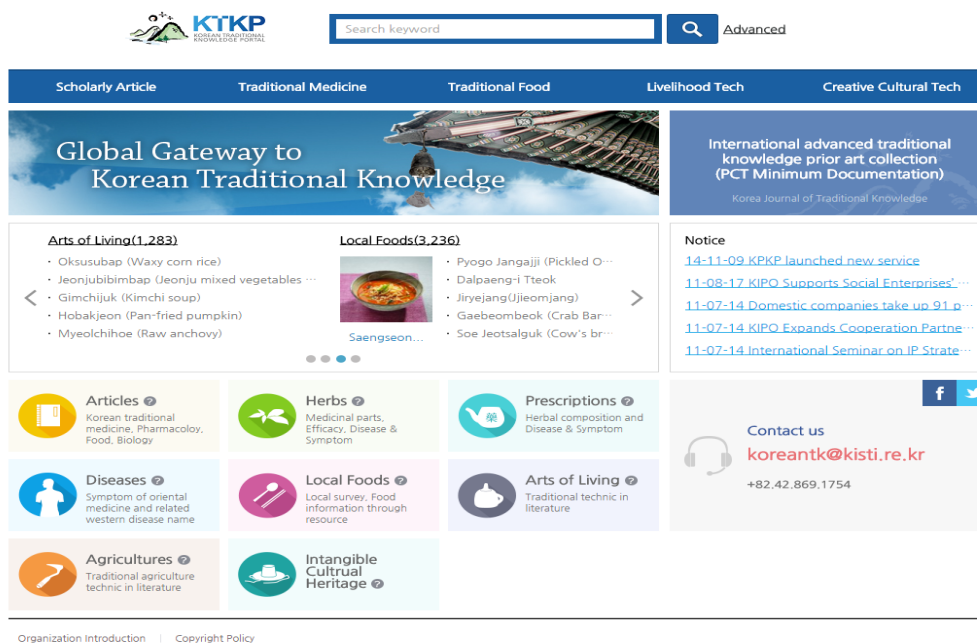 KTKP
KOREAN TRADITIONAL
KNOWLEDGE PORTAL
Search keyword
Advanced
Scholarly Article
Traditional Medicine
Traditional Food
Livelihood Tech
Creative Cultural Tech
Global Gateway to
Korean Traditional Knowledge
International advanced traditional
knowledge prior art collection
(PCT Minimum Documentation)
Korea Journal of Traditional Knowledge
Arts of Living(1,283)
· Oksusubap (Waxy corn rice)
· Jeonjubibimbap (Jeonju mixed vegetables ···
· Gimchijuk (Kimchi soup)
· Hobakjeon (Pan-fried pumpkin)
· Myeolchihoe (Raw anchovy)
Local Foods(3,236)
Saengseon...
· Pyogo Jangajji (Pickled O···
· Dalpaeng-i Tteok
· Jiryejang(Jjieomjang)
· Gaebeombeok (Crab Bar···
· Soe Jeotsalguk (Cow's br···
Notice
14-11-09 KPKP launched new service
11-08-17 KIPO Supports Social Enterprises' ···
11-07-14 Domestic companies take up 91 p···
11-07-14 KIPO Expands Cooperation Partne···
11-07-14 International Seminar on IP Strate···
Articles ?
Korean traditional
medicine, Pharmacoloy,
Food, Biology
Herbs ?
Medicinal parts,
Efficacy, Disease &
Symptom
藥
Prescriptions ?
Herbal composition and
Disease & Symptom
Diseases ?
Symptom of oriental
medicine and related
western disease name
Local Foods ?
Local survey, Food
information through
resource
Arts of Living ?
Traditional technic in
literature
Agricultures ?
Traditional agriculture
technic in literature
Intangible
Cultrual
Heritage ?
f
Contact us
koreantk@kisti.re.kr
+82.42.869.1754
Organization Introduction | Copyright Policy